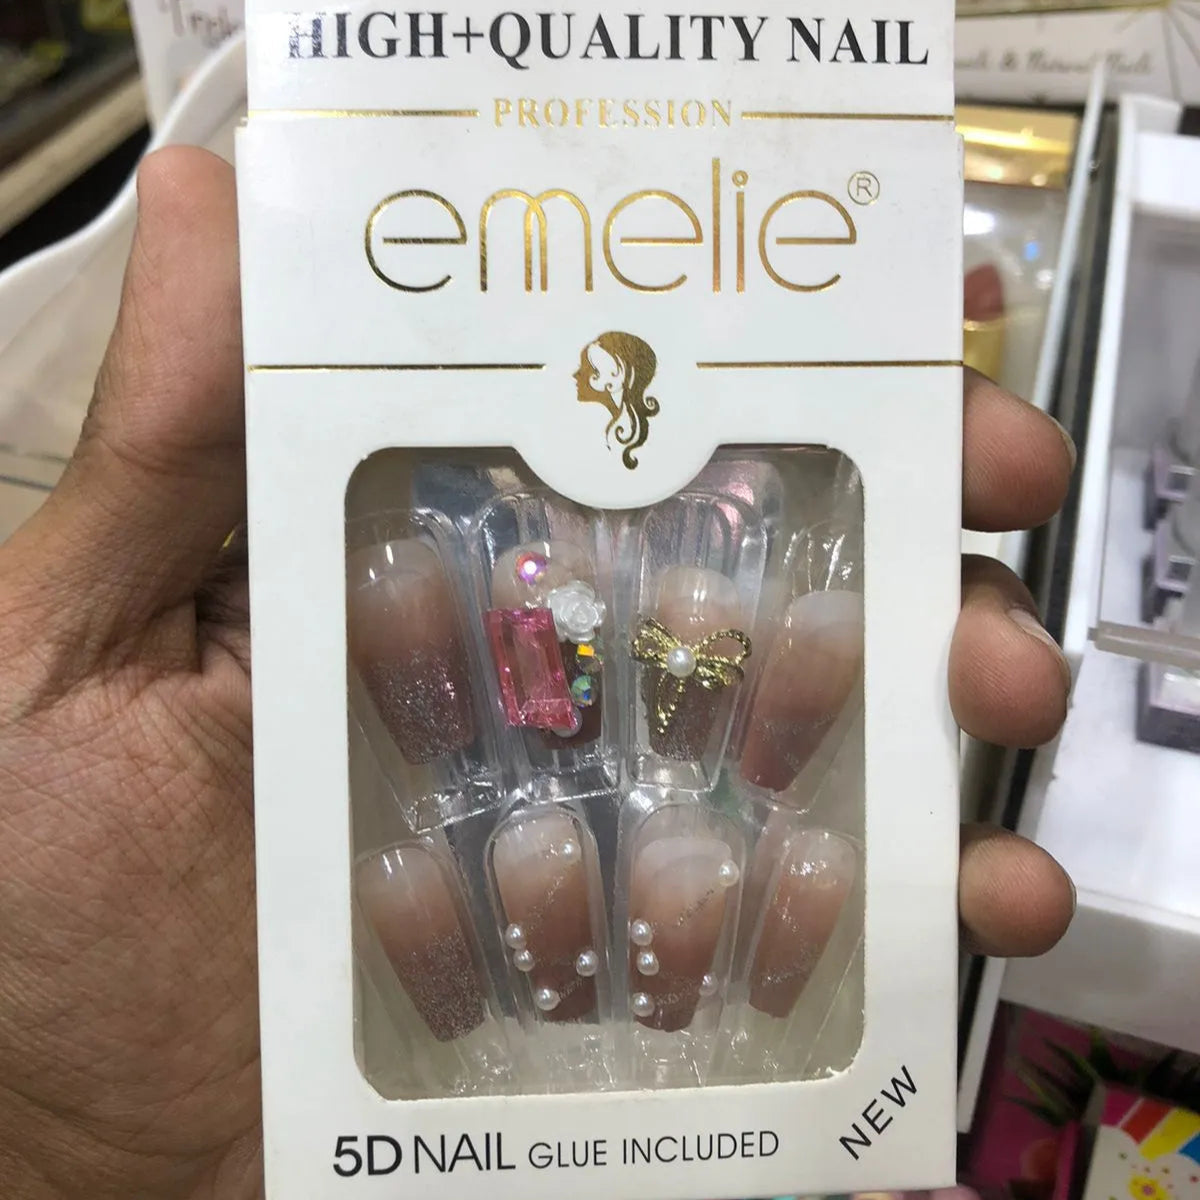 HIGH+QUALITY NAIL
PROFESSION
emelie®
5D NAIL GLUE INCLUDED
NEW